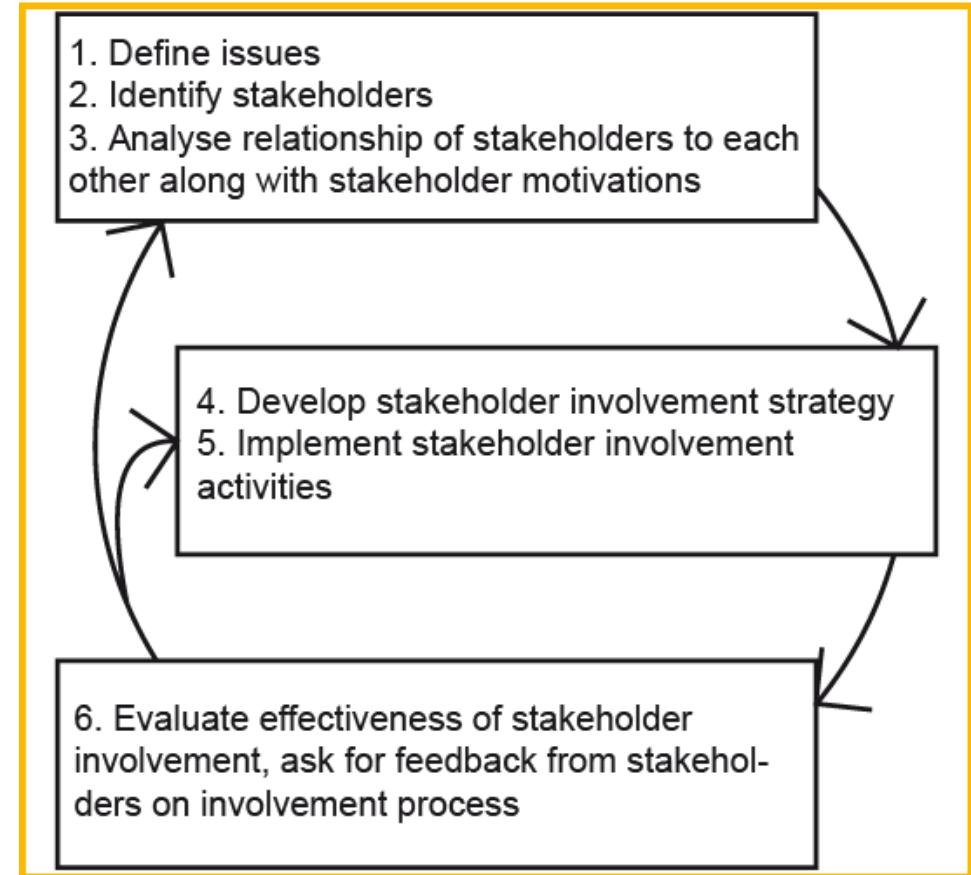 1. Define issues
2. Identify stakeholders
3. Analyse relationship of stakeholders to each
other along with stakeholder motivations
4. Develop stakeholder involvement strategy
5. Implement stakeholder involvement
activities
6. Evaluate effectiveness of stakeholder
involvement, ask for feedback from stakehol-
ders on involvement process